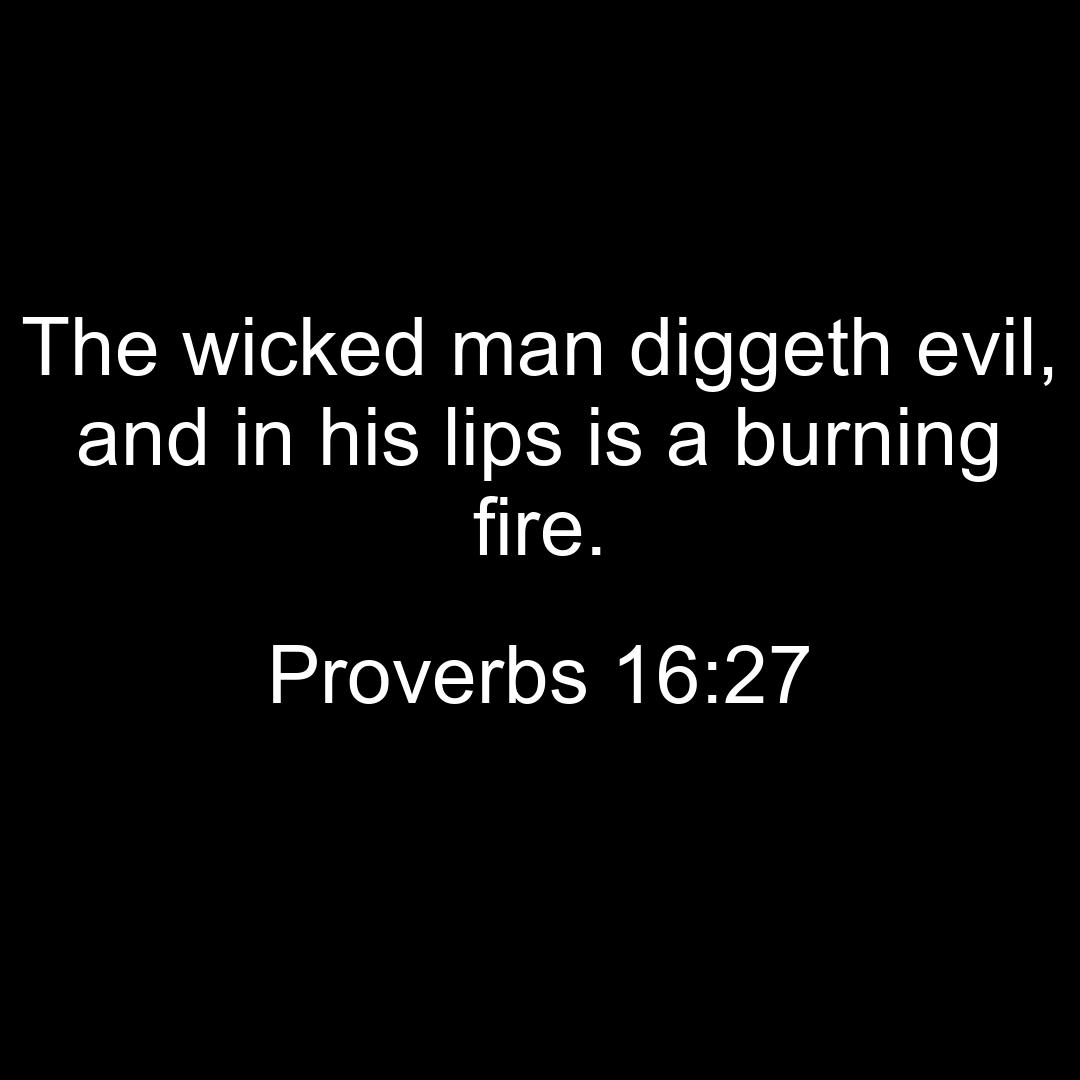 The wicked man diggeth evil,
and in his lips is a burning
fire.
Proverbs 16:27